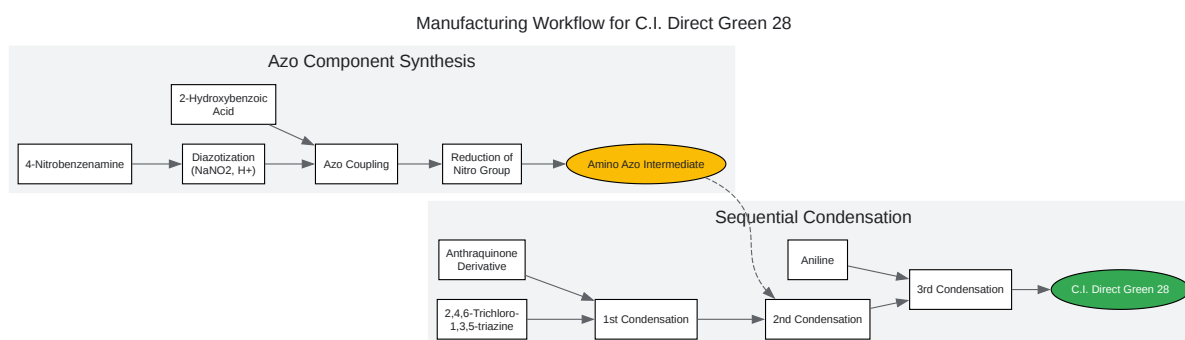 Manufacturing Workflow for C.I. Direct Green 28
Azo Component Synthesis
2-Hydroxybenzoic
Acid
4-Nitrobenzenamine
Diazotization
(NaNO2, H+)
Azo Coupling
Reduction of
Nitro Group
Amino Azo Intermediate
Sequential Condensation
Anthraquinone
Derivative
Aniline
2,4,6-Trichloro-
1,3,5-triazine
1st Condensation
2nd Condensation
3rd Condensation
C.I. Direct Green 28